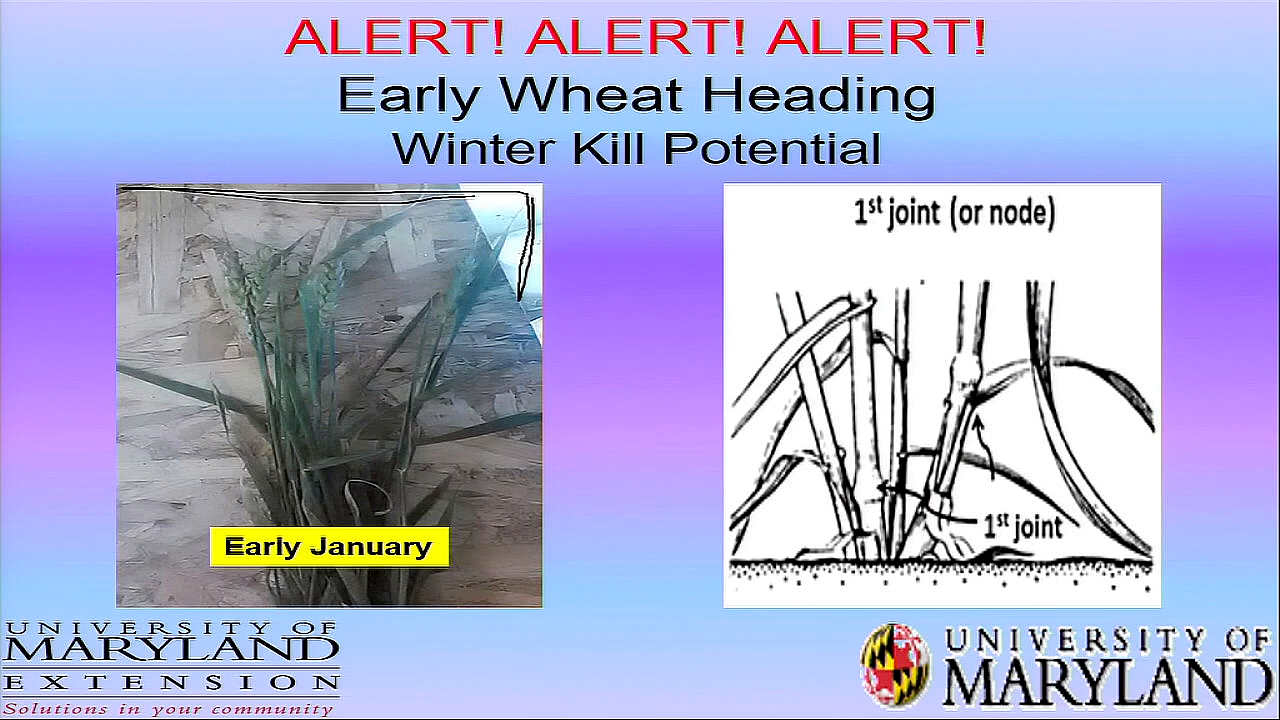 ALERT! ALERT! ALERT!
Early Wheat Heading
Winter Kill Potential
1st joint (or node)
1st joint
Early January
UNIVERSITY OF
MARYLAND
EXTENSION
Solutions in your community
UNIVERSITY OF
MARYLAND